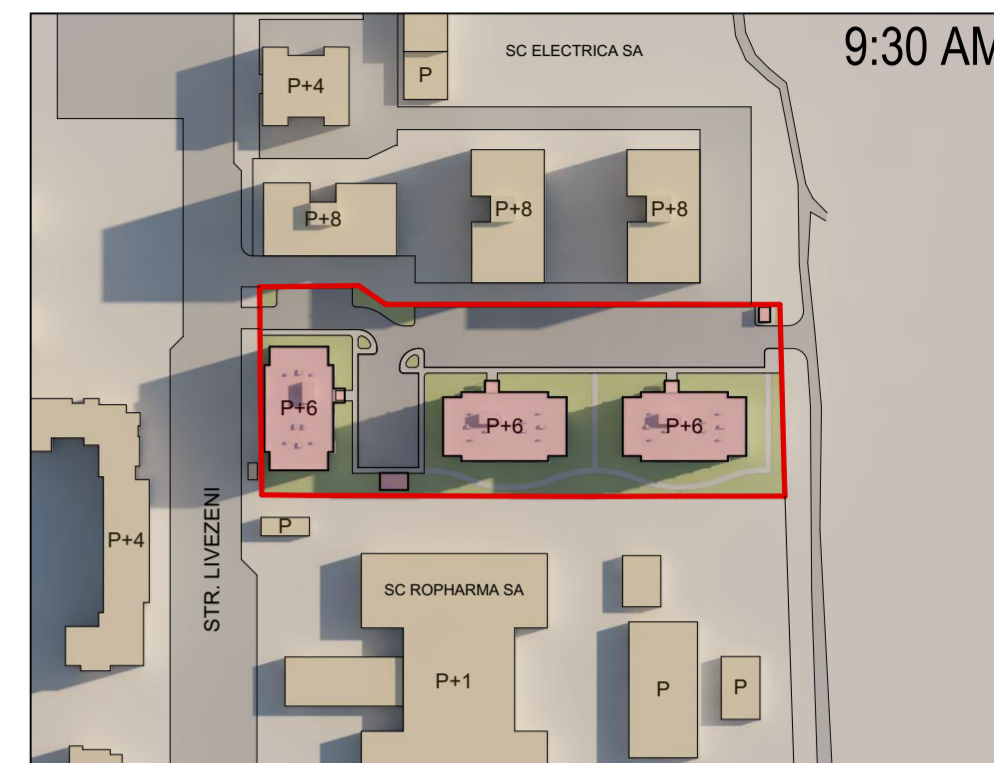 SC ELECTRICA SA
9:30 AM
P+4
P
P+8
P+8
P+8
P+6
P+6
P+6
P+4
STR. LIVEZENI
P
SC ROPHARMA SA
P+1
P
P